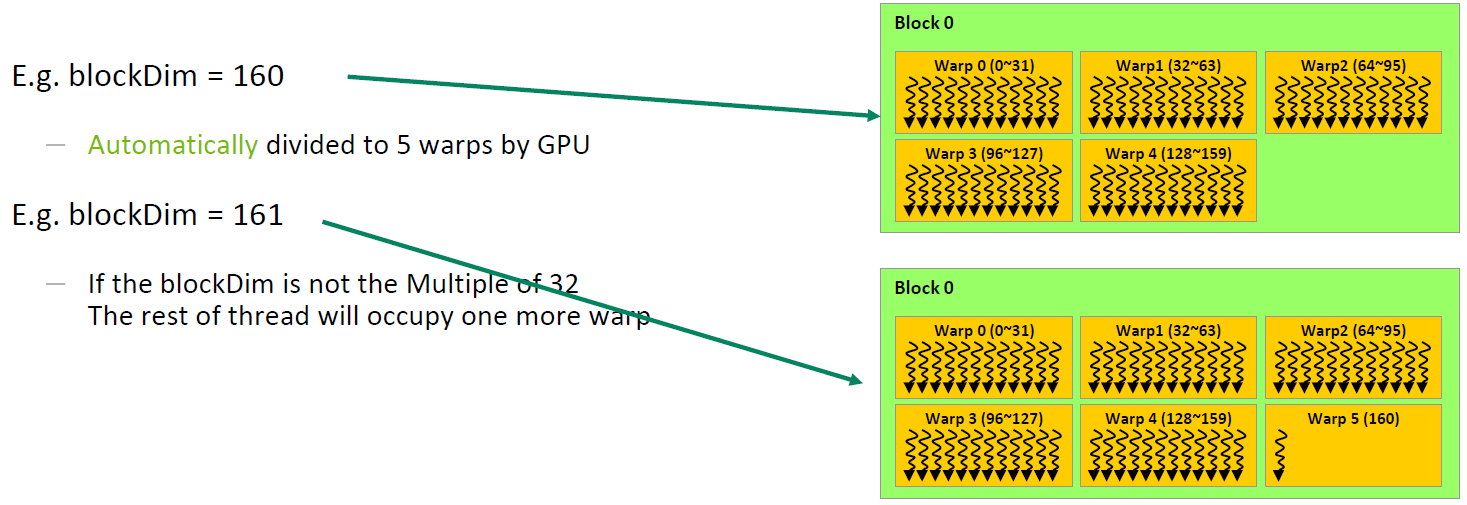 E.g. blockDim = 160
— Automatically divided to 5 warps by GPU
E.g. blockDim = 161
— If the blockDim is not the Multiple of 32
The rest of thread will occupy one more warp
Block 0
Warp 0 (0~31)
Warp1 (32~63)
Warp2 (64~95)
Warp 3 (96~127)
Warp 4 (128~159)
Block 0
Warp 0 (0~31)
Warp1 (32~63)
Warp2 (64~95)
Warp 3 (96~127)
Warp 4 (128~159)
Warp 5 (160)